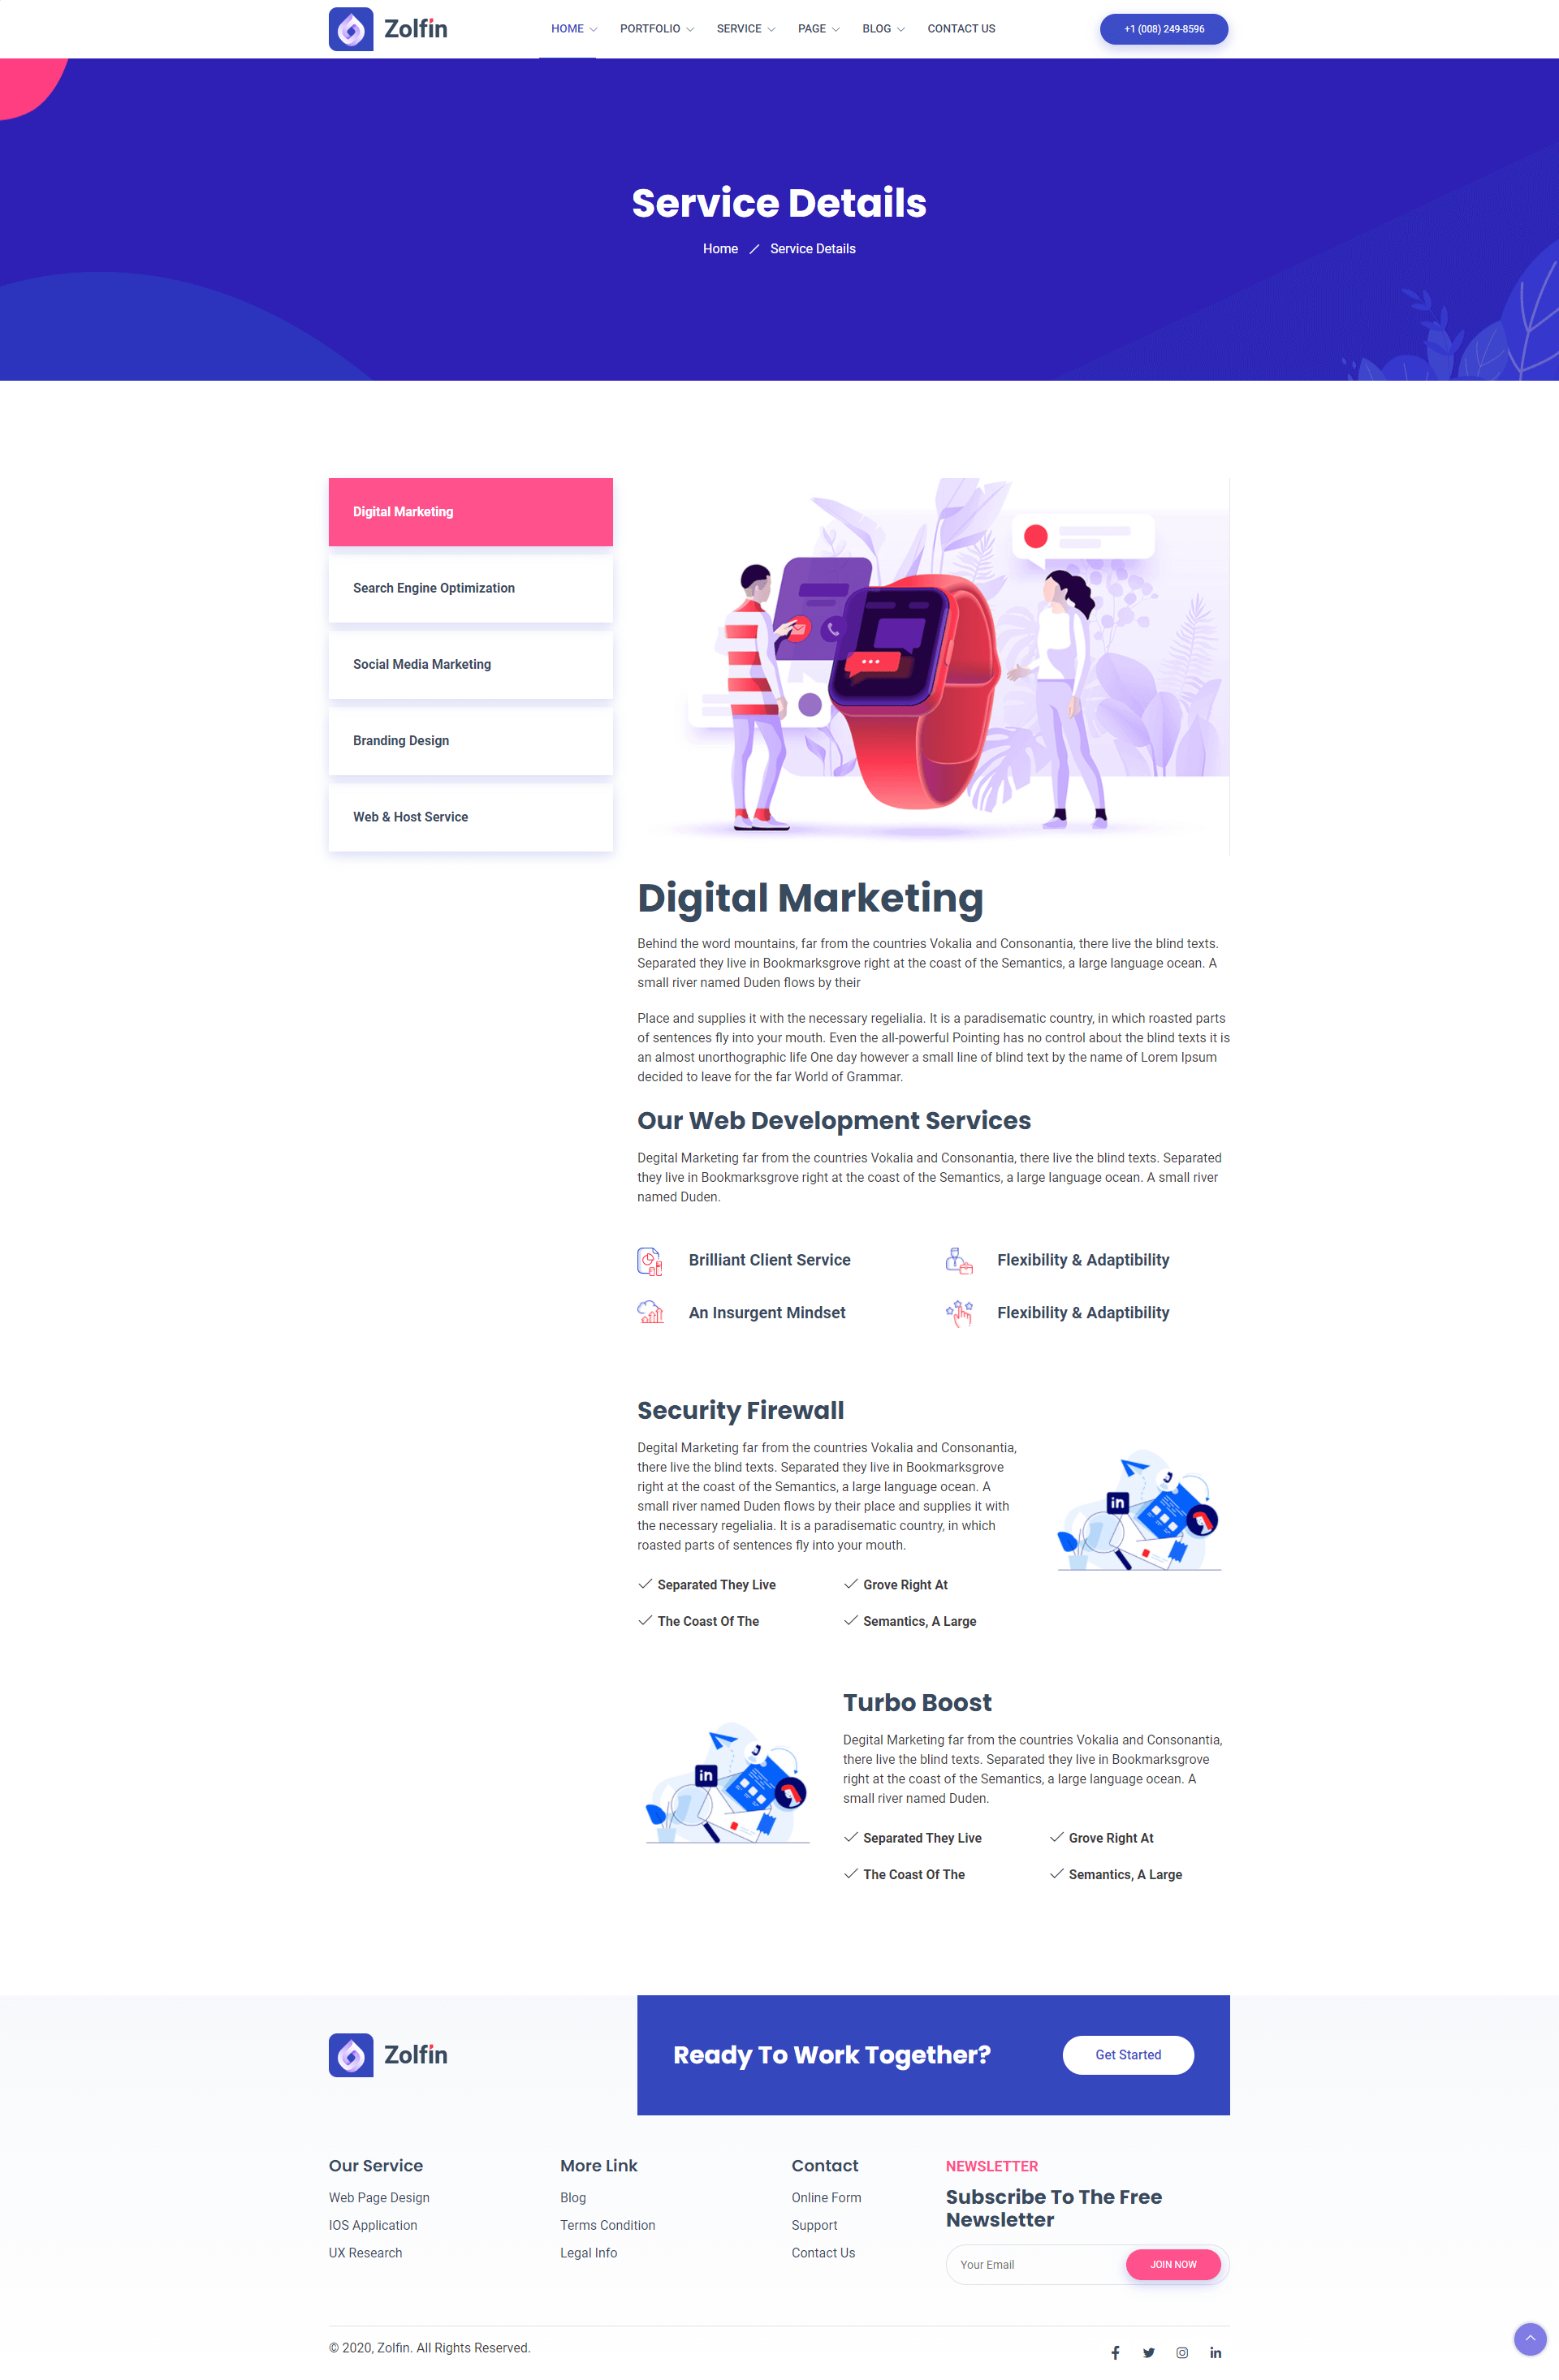 Zolfin
HOME PORTFOLIO SERVICE PAGE BLOG CONTACT US
+1 (008) 249-8596
Service Details
Home / Service Details
Digital Marketing
Search Engine Optimization
Social Media Marketing
Branding Design
Web & Host Service
Digital Marketing
Behind the word mountains, far from the countries Vokalia and Consonantia, there live the blind texts.
Separated they live in Bookmarksgrove right at the coast of the Semantics, a large language ocean. A
small river named Duden flows by their
Place and supplies it with the necessary regelialia. It is a paradisematic country, in which roasted parts
of sentences fly into your mouth. Even the all-powerful Pointing has no control about the blind texts it is
an almost unorthographic life One day however a small line of blind text by the name of Lorem Ipsum
decided to leave for the far World of Grammar.
Our Web Development Services
Degital Marketing far from the countries Vokalia and Consonantia, there live the blind texts. Separated
they live in Bookmarksgrove right at the coast of the Semantics, a large language ocean. A small river
named Duden.
Brilliant Client Service
Flexibility & Adaptibility
An Insurgent Mindset
Flexibility & Adaptibility
Security Firewall
Degital Marketing far from the countries Vokalia and Consonantia,
there live the blind texts. Separated they live in Bookmarksgrove
right at the coast of the Semantics, a large language ocean. A
small river named Duden flows by their place and supplies it with
the necessary regelialia. It is a paradisematic country, in which
roasted parts of sentences fly into your mouth.
Separated They Live
Grove Right At
The Coast Of The
Semantics, A Large
in
Turbo Boost
Degital Marketing far from the countries Vokalia and Consonantia,
there live the blind texts. Separated they live in Bookmarksgrove
right at the coast of the Semantics, a large language ocean. A
small river named Duden.
Separated They Live
Grove Right At
The Coast Of The
Semantics, A Large
in
Zolfin
Ready To Work Together?
Get Started
Our Service
Web Page Design
IOS Application
UX Research
More Link
Blog
Terms Condition
Legal Info
Contact
Online Form
Support
Contact Us
NEWSLETTER
Subscribe To The Free
Newsletter
Your Email
JOIN NOW
© 2020, Zolfin. All Rights Reserved.